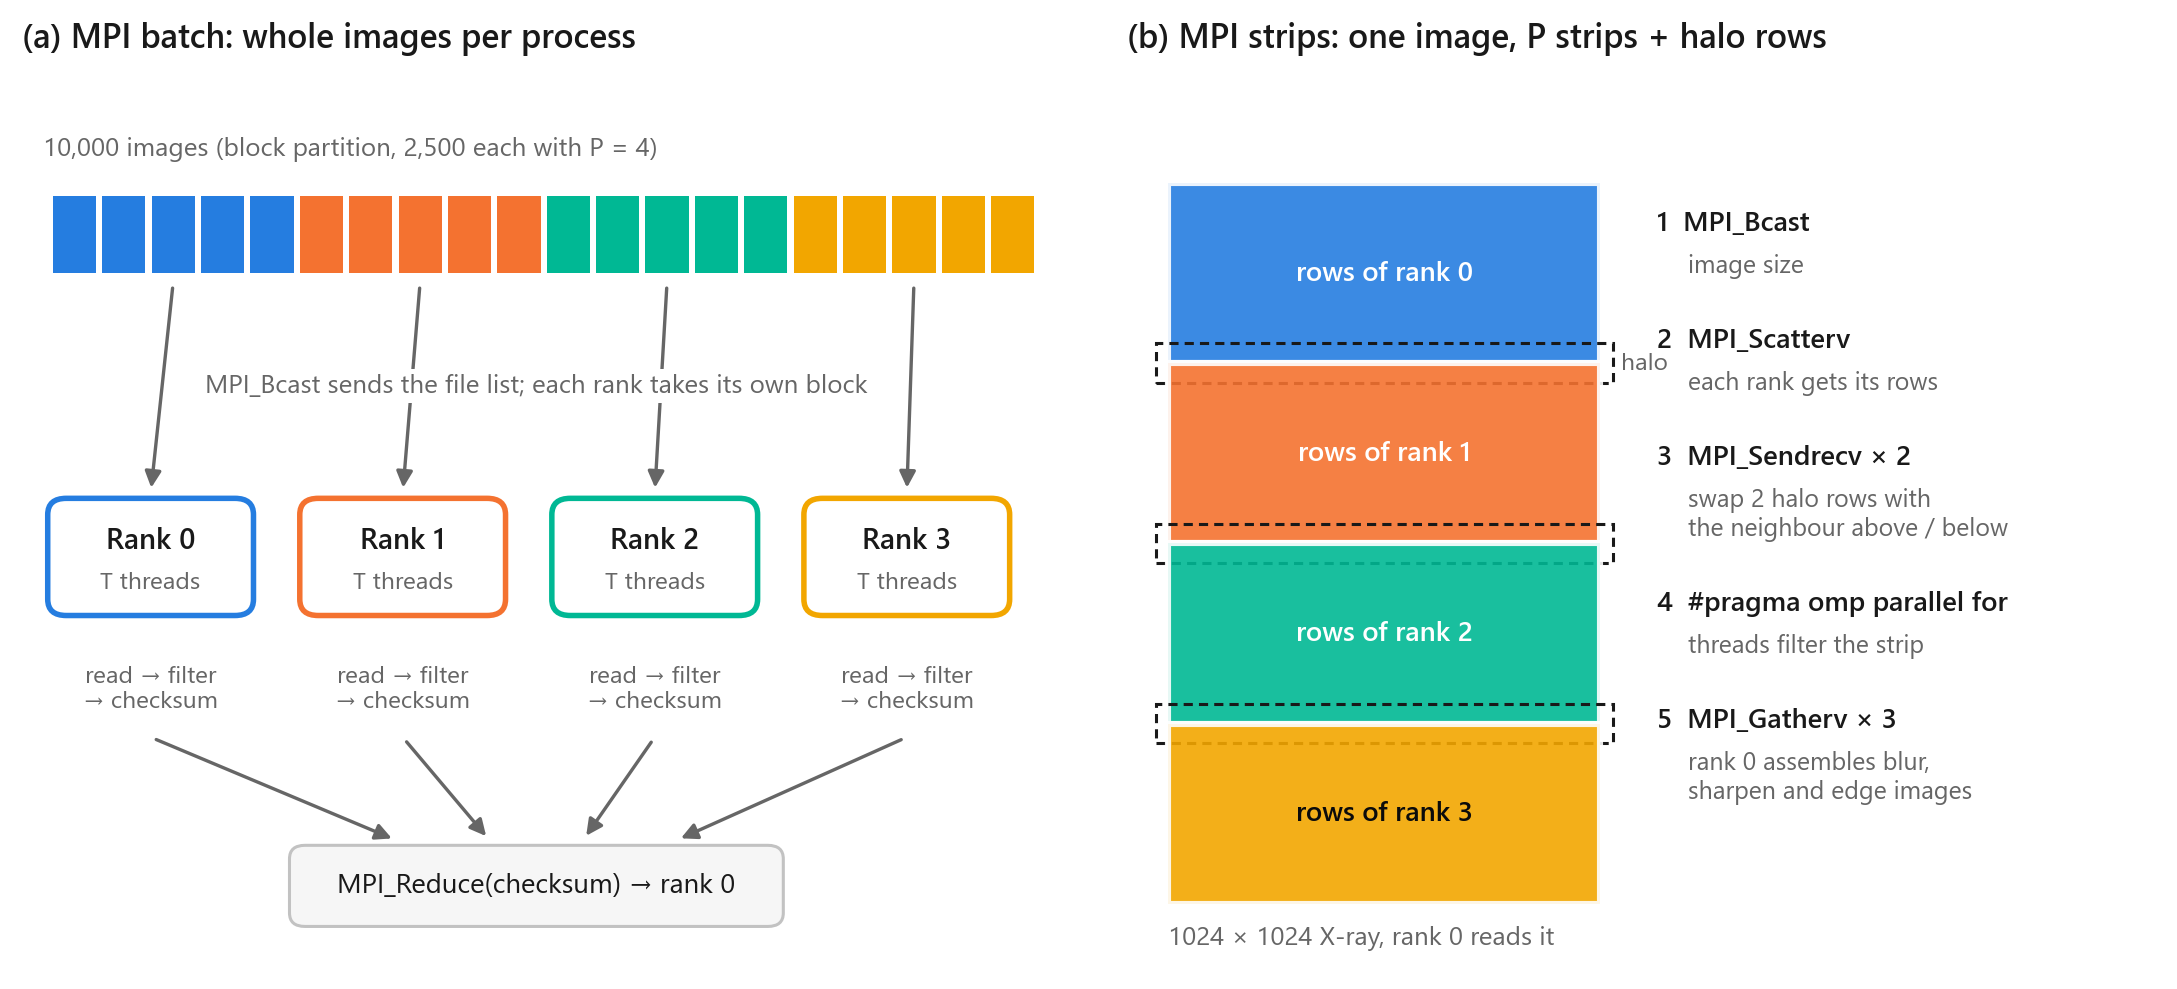 (a) MPI batch: whole images per process
10,000 images (block partition, 2,500 each with P = 4)
MPI_Bcast sends the file list; each rank takes its own block
Rank 0
T threads
Rank 1
T threads
Rank 2
T threads
Rank 3
T threads
read → filter
→ checksum
read → filter
→ checksum
read → filter
→ checksum
read → filter
→ checksum
MPI_Reduce(checksum) → rank 0
(b) MPI strips: one image, P strips + halo rows
rows of rank 0
halo
rows of rank 1
rows of rank 2
rows of rank 3
1024 × 1024 X-ray, rank 0 reads it
1 MPI_Bcast
image size
2 MPI_Scatterv
each rank gets its rows
3 MPI_Sendrecv × 2
swap 2 halo rows with
the neighbour above / below
4 #pragma omp parallel for
threads filter the strip
5 MPI_Gatherv × 3
rank 0 assembles blur,
sharpen and edge images